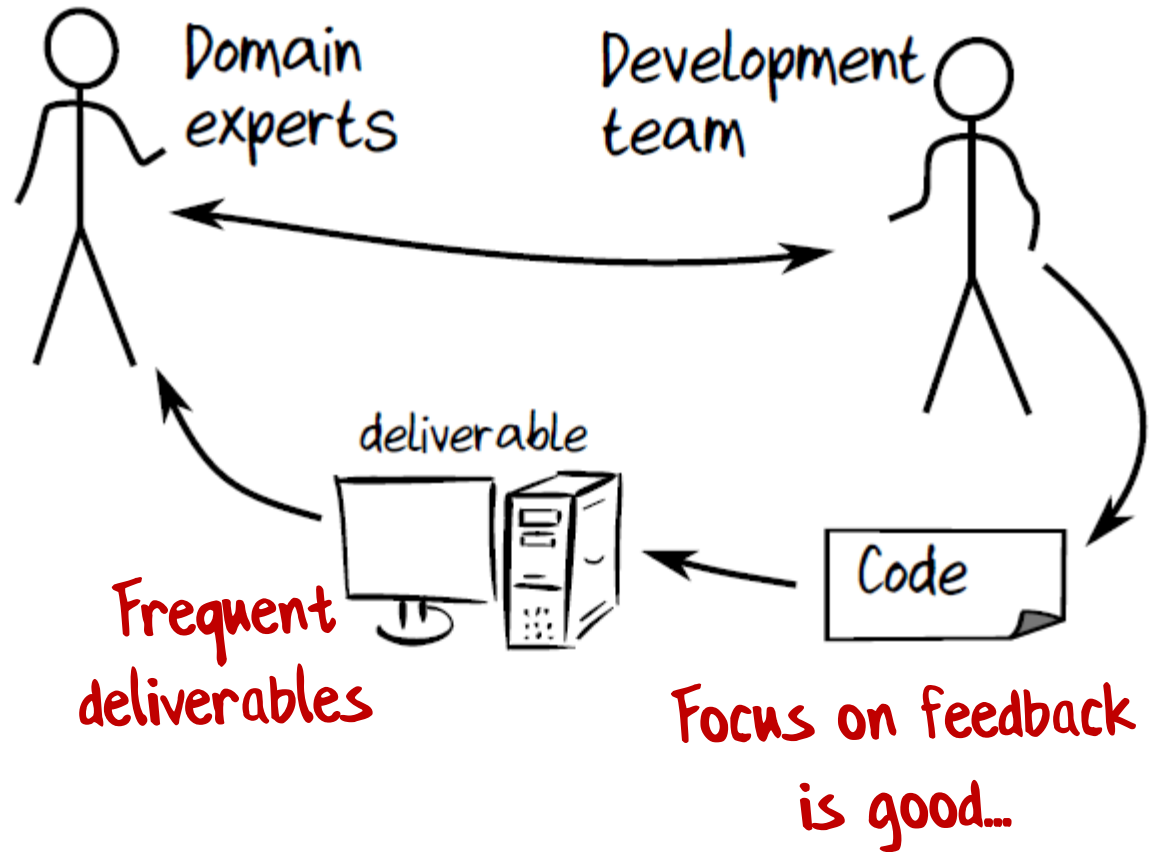 Domain
experts
Development
team
deliverable
Code
Frequent
deliverables
Focus on feedback
is good...